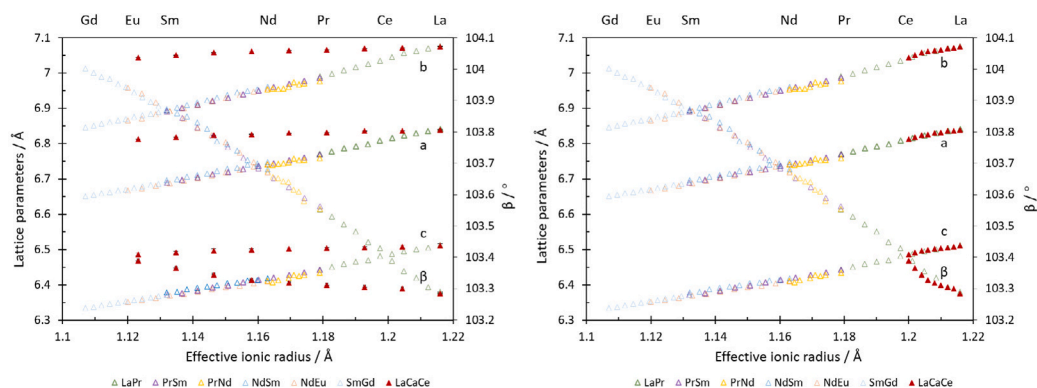 Gd Eu Sm Nd Pr Ce La
7.1
7
6.9
6.8
6.7
6.6
6.5
6.4
6.3
Lattice parameters / Å
104.1
104
103.9
103.8
103.7
103.6
103.5
103.4
103.3
103.2
β / °
b
a
c
β
1.1 1.12 1.14 1.16 1.18 1.2 1.22
Effective ionic radius / Å
LaPr PrSm PrNd NdSm NdEu SmGd LaCaCe
Gd Eu Sm Nd Pr Ce La
7.1
7
6.9
6.8
6.7
6.6
6.5
6.4
6.3
Lattice parameters / Å
104.1
104
103.9
103.8
103.7
103.6
103.5
103.4
103.3
103.2
β / °
b
a
c
β
1.1 1.12 1.14 1.16 1.18 1.2 1.22
Effective ionic radius / Å
LaPr PrSm PrNd NdSm NdEu SmGd LaCaCe